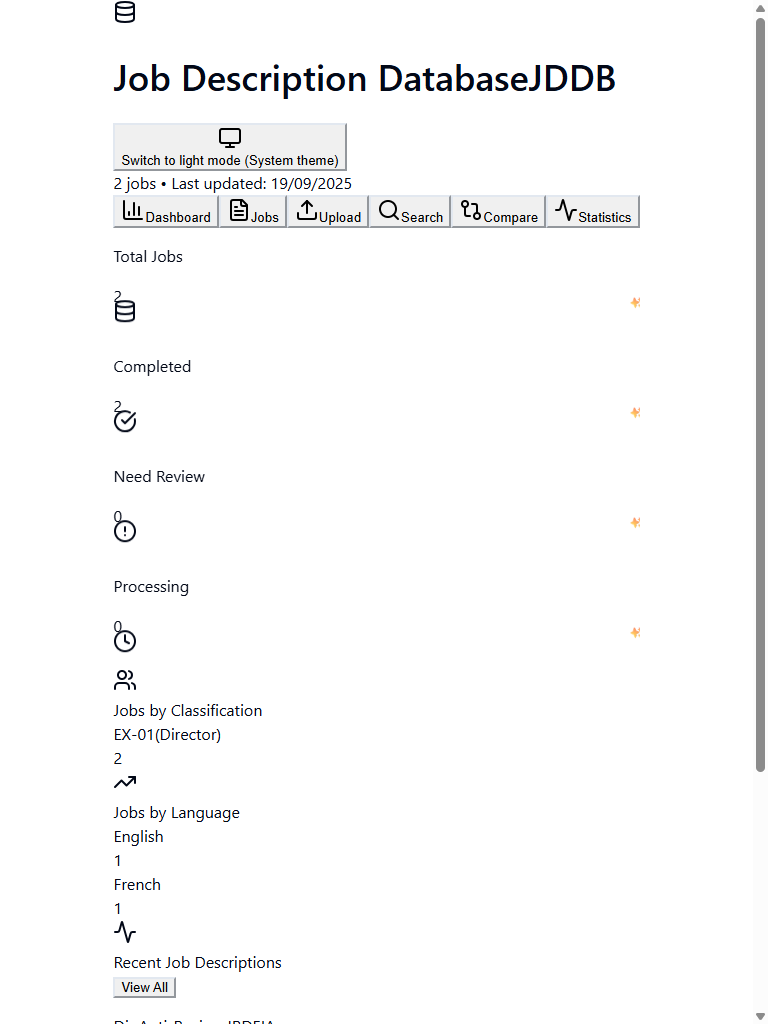 Job Description DatabaseJDDB
Switch to light mode (System theme)
2 jobs • Last updated: 19/09/2025
Dashboard Jobs Upload Search Compare Statistics
Total Jobs
2
Completed
2
Need Review
0
Processing
0
Jobs by Classification
EX-01(Director)
2
Jobs by Language
English
1
French
1
Recent Job Descriptions
View All